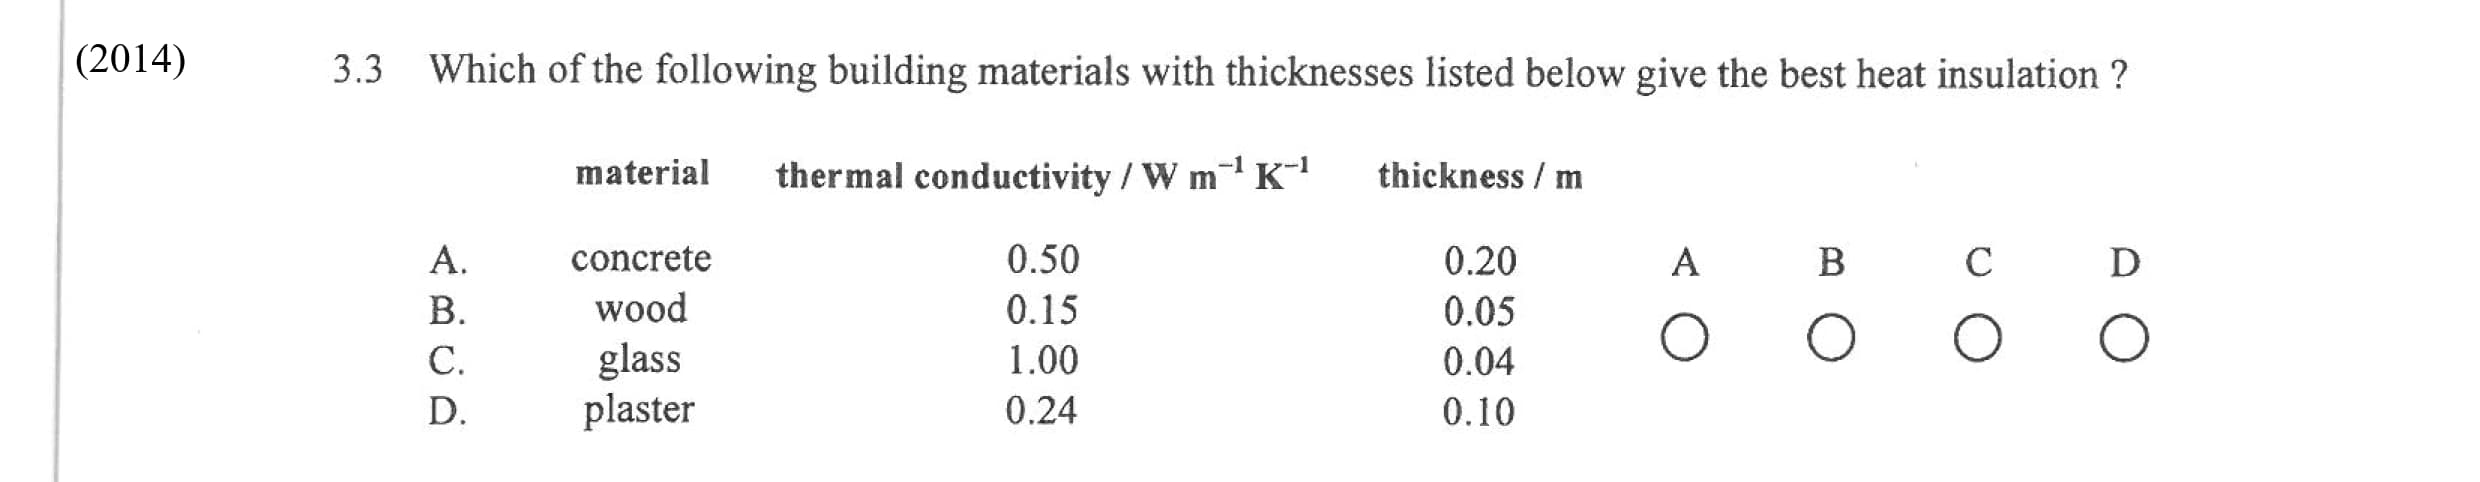 (2014)
3.3 Which of the following building materials with thicknesses listed below give the best heat insulation ?
material thermal conductivity / W m⁻¹ K⁻¹ thickness / m
A. concrete 0.50 0.20 A B C D
B. wood 0.15 0.05
C. glass 1.00 0.04
D. plaster 0.24 0.10